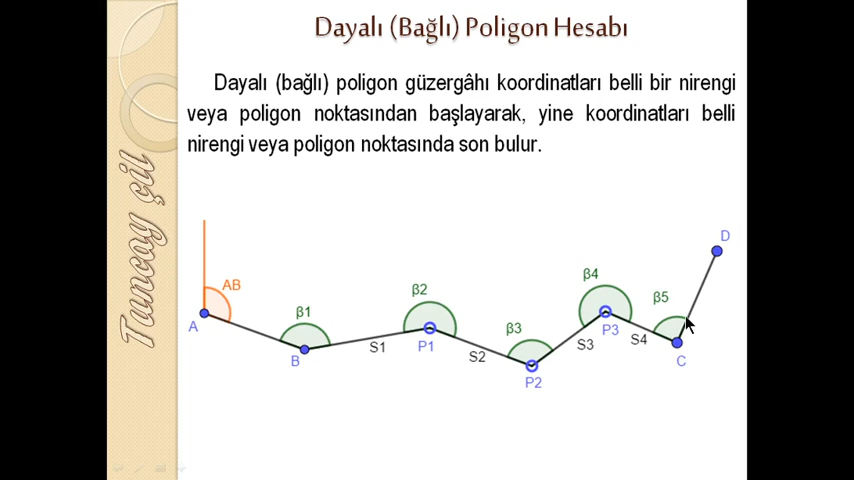 Dayalı (Bağlı) Poligon Hesabı
Dayalı (bağlı) poligon güzergâhı koordinatları belli bir nirengi
veya poligon noktasından başlayarak, yine koordinatları belli
nirengi veya poligon noktasında son bulur.
Tuncay çil
D
AB
β1
β2
β3
β4
β5
A
B
S1
P1
S2
P2
S3
P3
S4
C